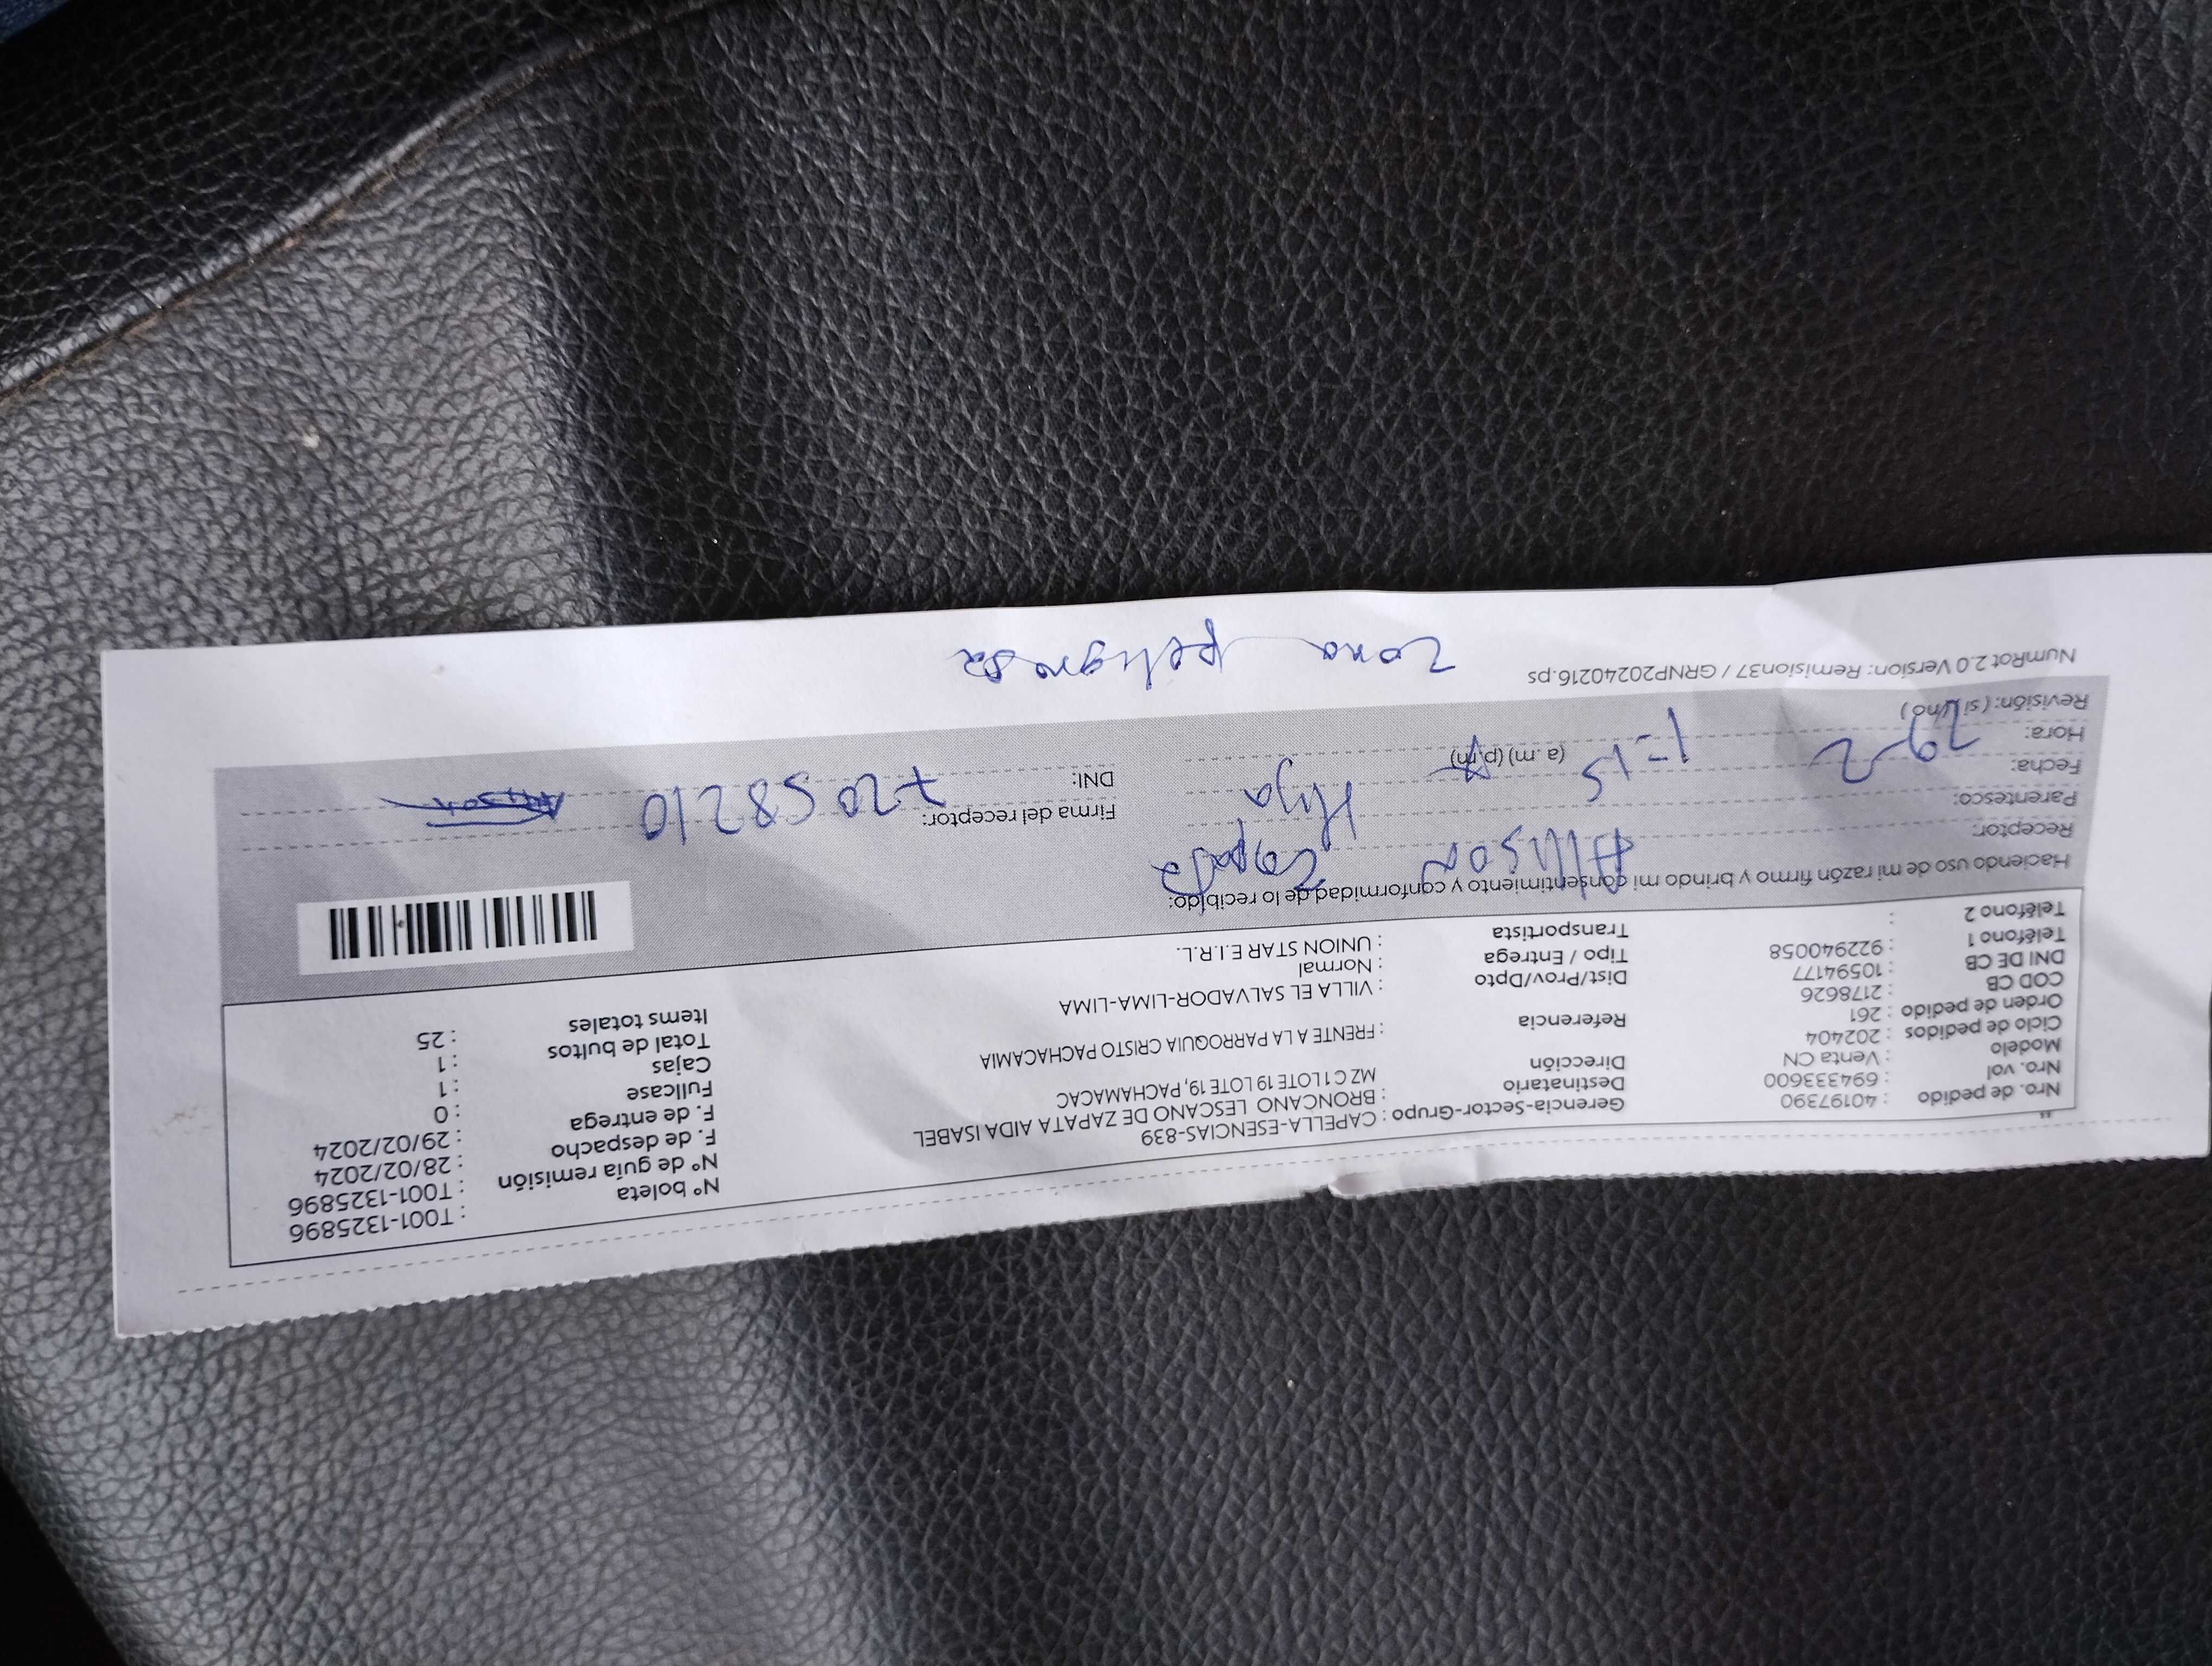 Nro. de pedido : 40197390
Nro. vol : 694333600
Modelo : Venta CN
Ciclo de pedidos : 202404
Orden de pedido : 261
COD CB : 2178626
DNI DE CB : 10594177
Teléfono 1 : 922940058
Teléfono 2 :
Gerencia-Sector-Grupo : CAPELLA-ESENCIAS-839
Destinatario : BRONCANO LESCANO DE ZAPATA AIDA ISABEL
Dirección MZ C 1 LOTE 19 LOTE 19, PACHAMACAC
Referencia : FRENTE A LA PARROQUIA CRISTO PACHACAMIA
Dist/Prov/Dpto : VILLA EL SALVADOR-LIMA-LIMA
Tipo / Entrega : Normal
Transportista : UNION STAR E.I.R.L.
Nº boleta : T001-1325896
Nº de guía remisión : T001-1325896
F. de despacho : 28/02/2024
F. de entrega : 29/02/2024
Fullcase : 0
Cajas : 1
Total de bultos : 1
Items totales : 25
Haciendo uso de mi razón firmo y brindo mi consentimiento y conformidad de lo recibido:
Receptor: Allison Zapata
Parentesco: Hija
Fecha: 29-2
Hora: 1-15 (a.m) (p.m)
Revisión: (si / no)
Firma del receptor: Allison
DNI: 72058210
NumRot 2.0 Version: Remision37 / GRNP20240216.ps
Zona peligrosa